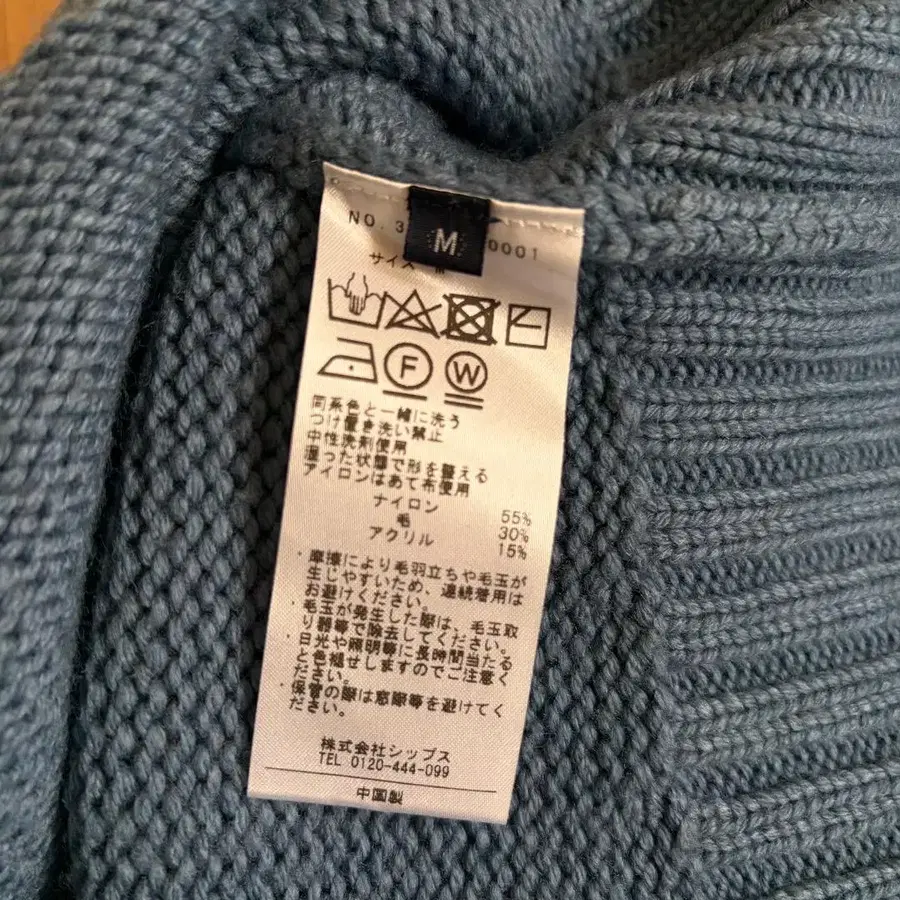 NO. 3 0001
M
サイズ M
F W
同系色と一緒に洗う
つけ置き洗い禁止
中性洗剤使用
湿った状態で形を整える
アイロンはあて布使用
ナイロン 55%
毛 30%
アクリル 15%
・摩擦により毛羽立ちや毛玉が
生じやすいため、連続着用は
お避けください。
・毛玉が発生した際は、毛玉取
り器等で除去してください。
・日光や照明等に長時間当たる
と色褪せしますのでご注意く
ださい。
・保管の際は窓際等を避けてく
ださい。
株式会社シップス
TEL 0120-444-099
中国製